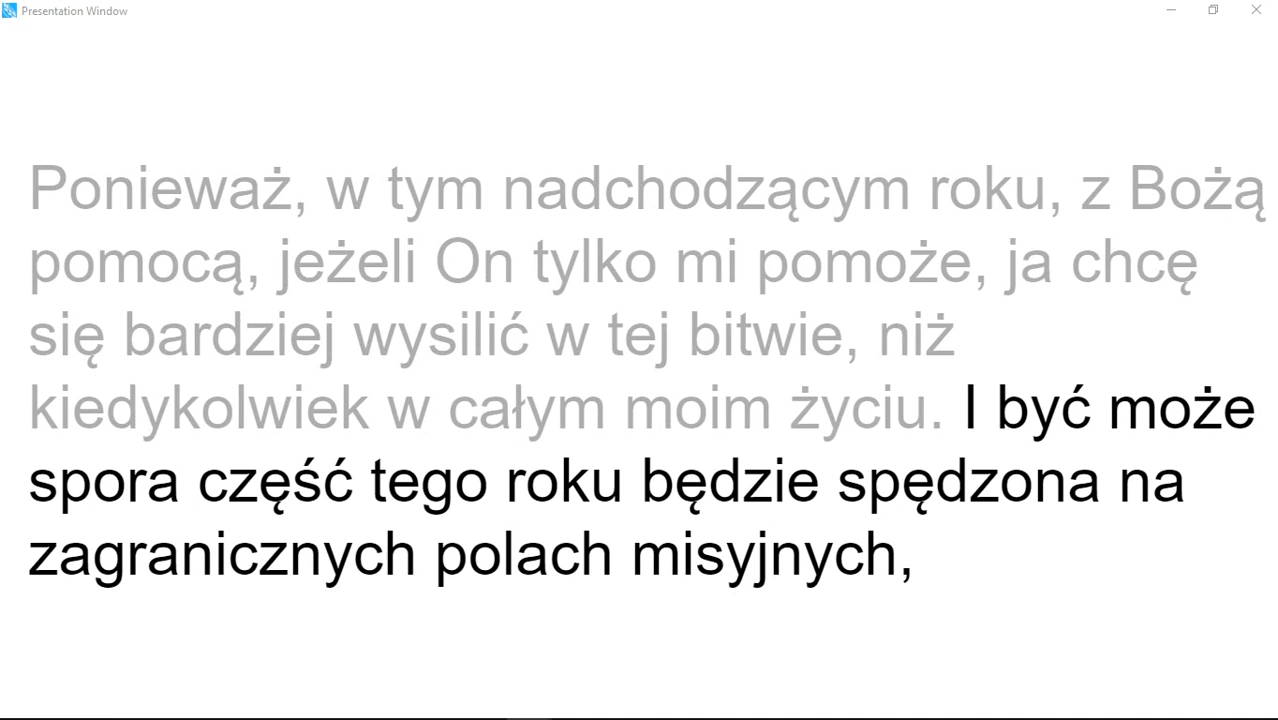 Presentation Window
Ponieważ, w tym nadchodzącym roku, z Bożą
pomocą, jeżeli On tylko mi pomoże, ja chcę
się bardziej wysilić w tej bitwie, niż
kiedykolwiek w całym moim życiu. I być może
spora część tego roku będzie spędzona na
zagranicznych polach misyjnych,